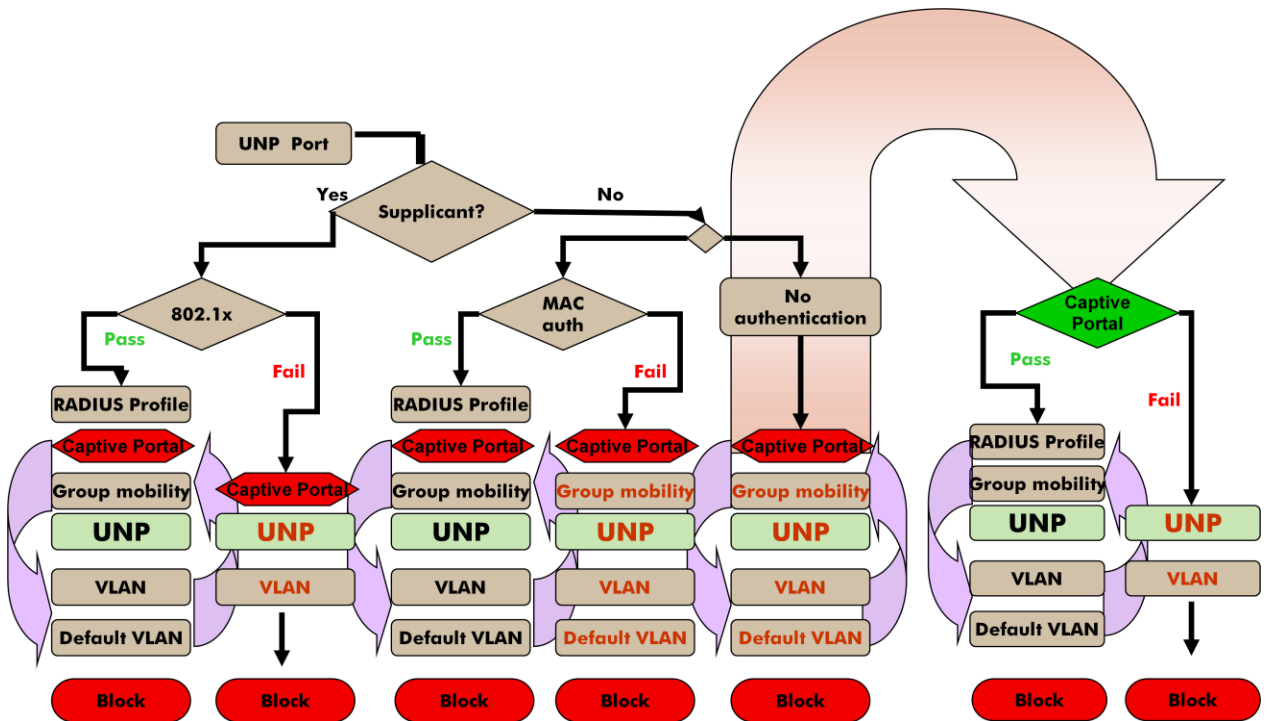 UNP Port
Yes
Supplicant?
No
802.1x
MAC
auth
No
authentication
Captive
Portal
Pass
Fail
Pass
Fail
Pass
Fail
RADIUS Profile
Captive Portal
Group mobility
UNP
VLAN
Default VLAN
Block
Captive Portal
UNP
VLAN
Block
RADIUS Profile
Captive Portal
Group mobility
UNP
VLAN
Default VLAN
Block
Captive Portal
Group mobility
UNP
VLAN
Default VLAN
Block
Captive Portal
Group mobility
UNP
VLAN
Default VLAN
Block
RADIUS Profile
Group mobility
UNP
VLAN
Default VLAN
Block
UNP
VLAN
Block